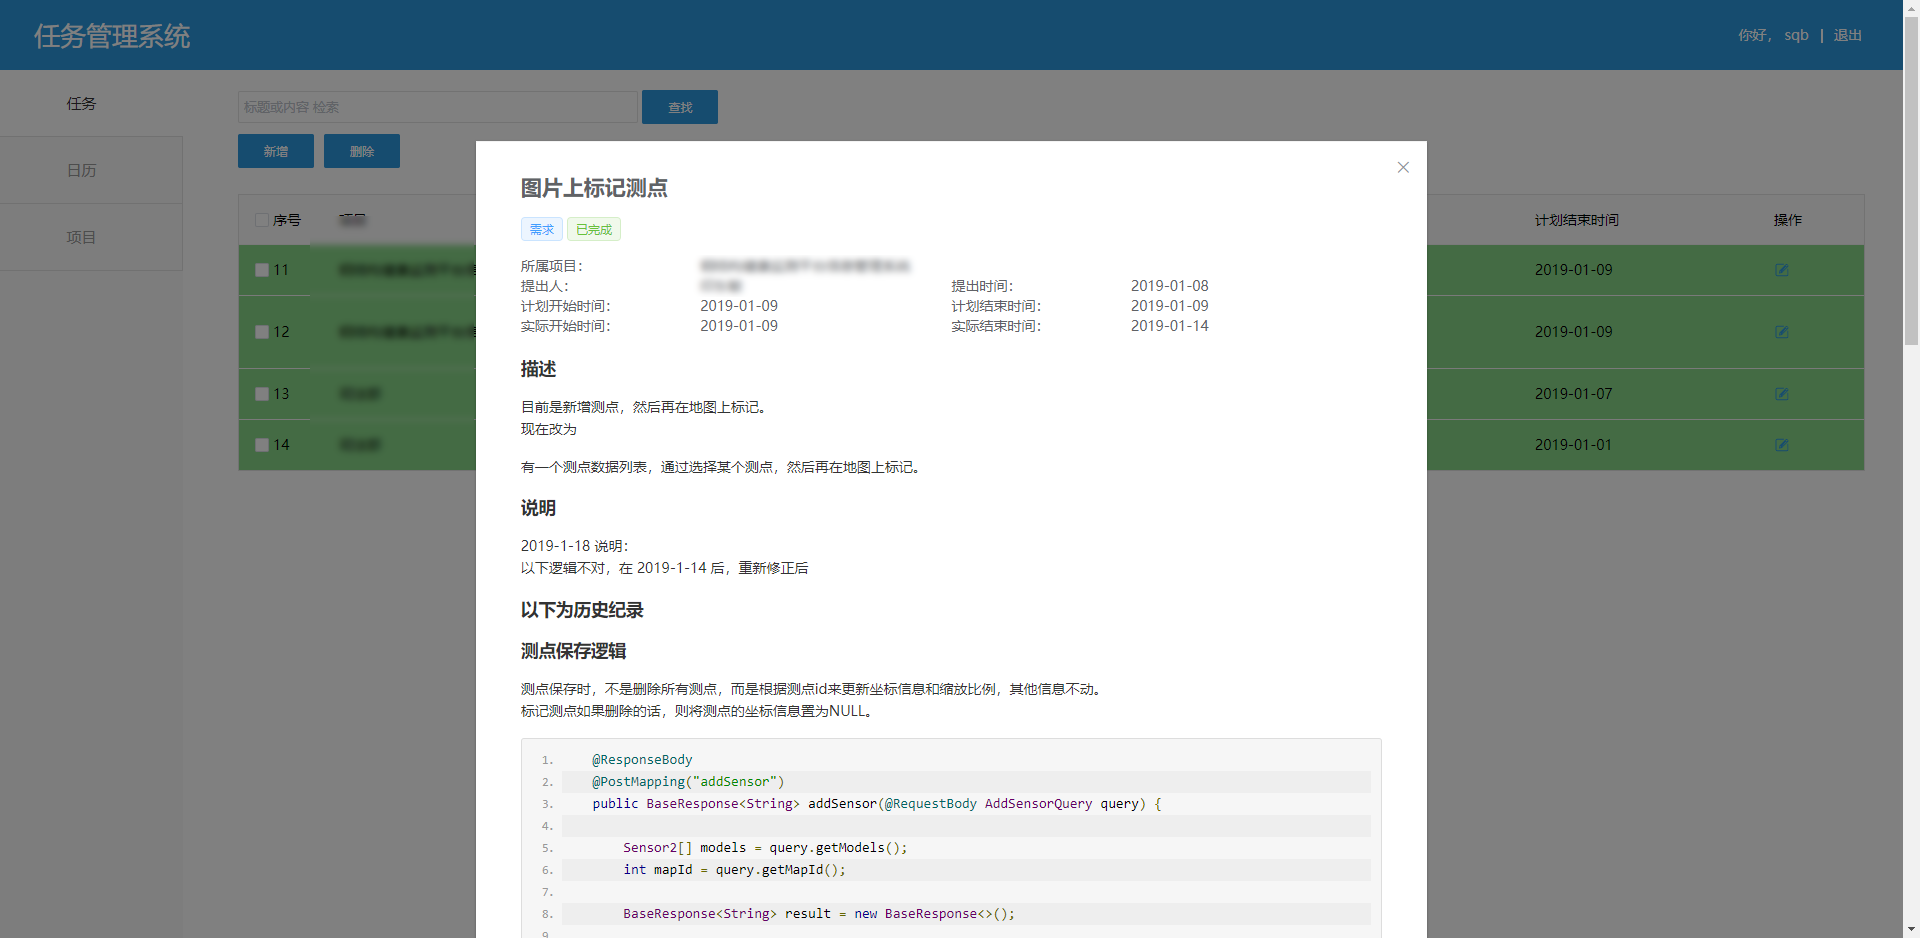 任务管理系统
你好， sqb | 退出
任务
日历
项目
标题或内容 检索
查找
新增 删除
序号 计划结束时间 操作
11 2019-01-09
12 2019-01-09
13 2019-01-07
14 2019-01-01
图片上标记测点
需求 已完成
所属项目：
提出人： 提出时间： 2019-01-08
计划开始时间： 2019-01-09 计划结束时间： 2019-01-09
实际开始时间： 2019-01-09 实际结束时间： 2019-01-14
描述
目前是新增测点，然后再在地图上标记。
现在改为
有一个测点数据列表，通过选择某个测点，然后再在地图上标记。
说明
2019-1-18 说明：
以下逻辑不对，在 2019-1-14 后，重新修正后
以下为历史纪录
测点保存逻辑
测点保存时，不是删除所有测点，而是根据测点id来更新坐标信息和缩放比例，其他信息不动。
标记测点如果删除的话，则将测点的坐标信息置为NULL。
1. @ResponseBody
2. @PostMapping("addSensor")
3. public BaseResponse<String> addSensor(@RequestBody AddSensorQuery query) {
4.
5. Sensor2[] models = query.getModels();
6. int mapId = query.getMapId();
7.
8. BaseResponse<String> result = new BaseResponse<>();
9.